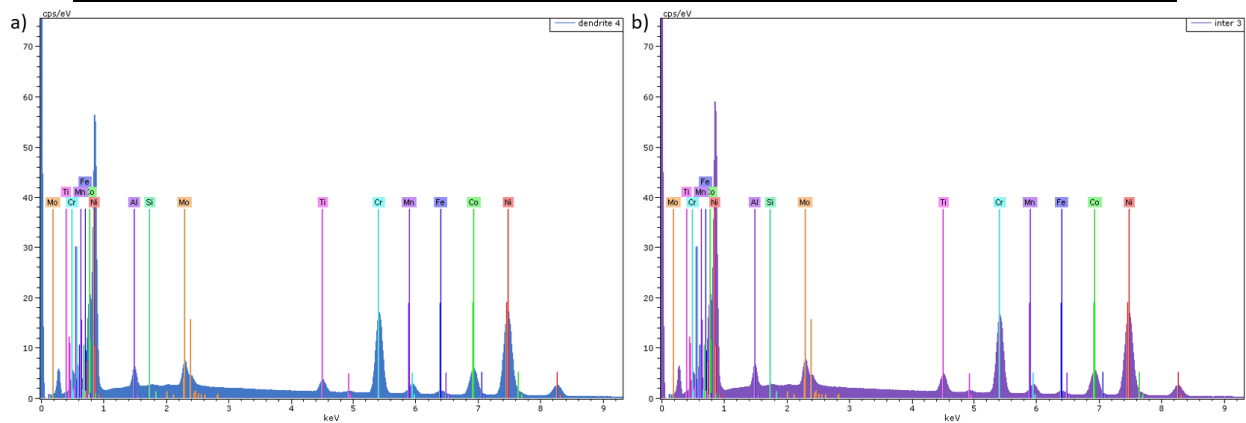 a)
cps/eV
dendrite 4
70
60
50
40
30
20
10
0
Fe
Ti Mn Co
Mo Cr Ni Al Si Mo Ti Cr Mn Fe Co Ni
0 1 2 3 4 5 6 7 8 9
keV
b)
cps/eV
inter 3
70
60
50
40
30
20
10
0
Fe
Ti Mn Co
Mo Cr Ni Al Si Mo Ti Cr Mn Fe Co Ni
0 1 2 3 4 5 6 7 8 9
keV